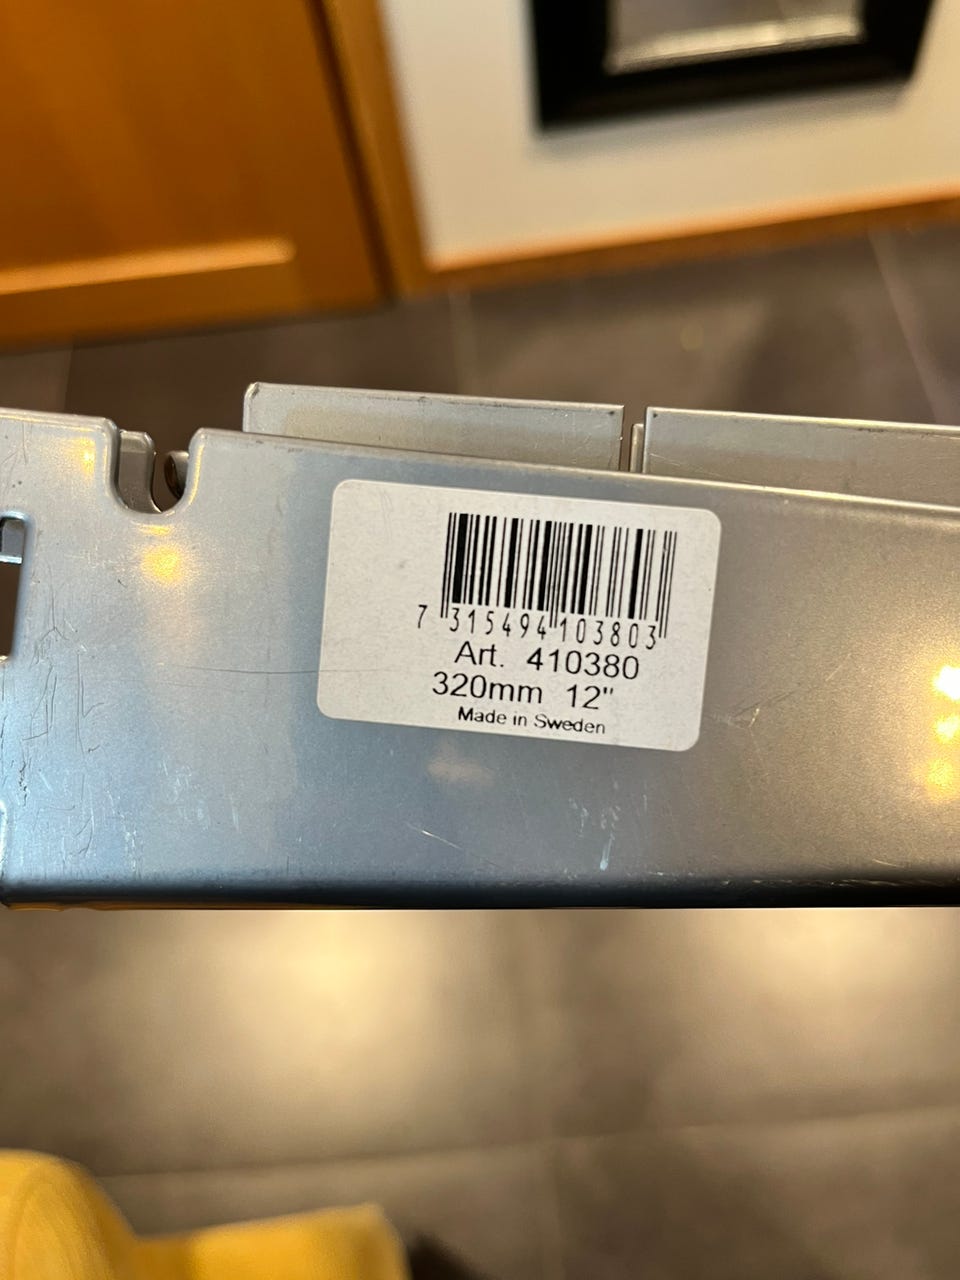 7 315494 103803
Art. 410380
320mm 12"
Made in Sweden